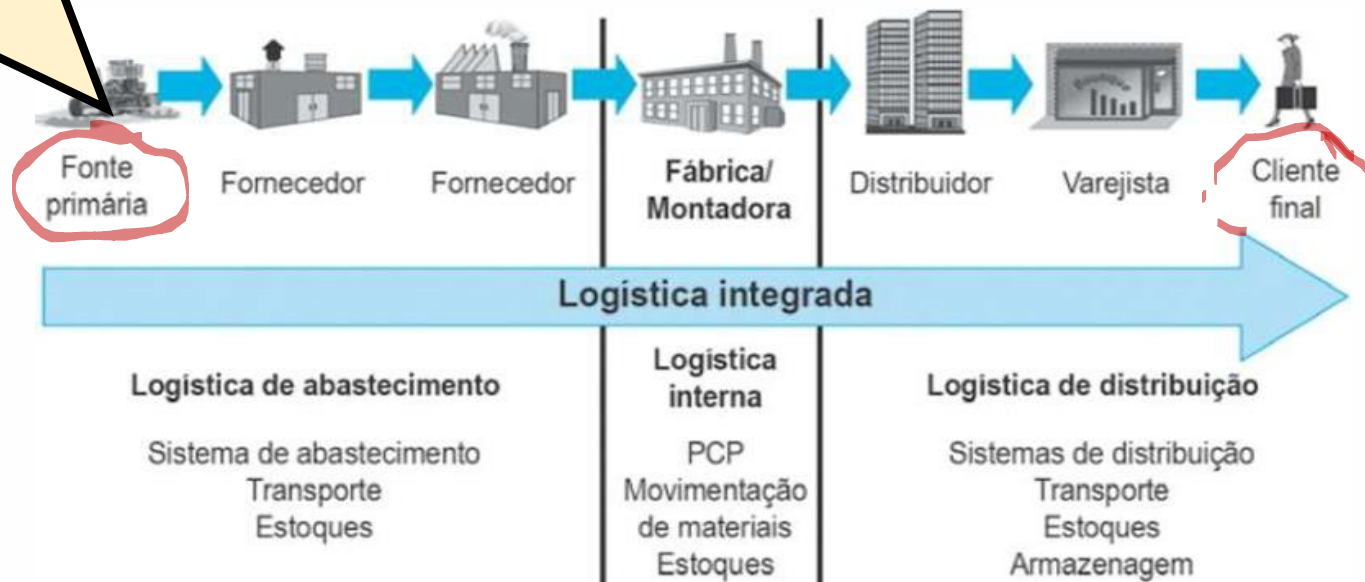 Fonte
primária
Fornecedor
Fornecedor
Fábrica/
Montadora
Distribuidor
Varejista
Cliente
final
Logística integrada
Logística de abastecimento
Sistema de abastecimento
Transporte
Estoques
Logística
interna
PCP
Movimentação
de materiais
Estoques
Logística de distribuição
Sistemas de distribuição
Transporte
Estoques
Armazenagem